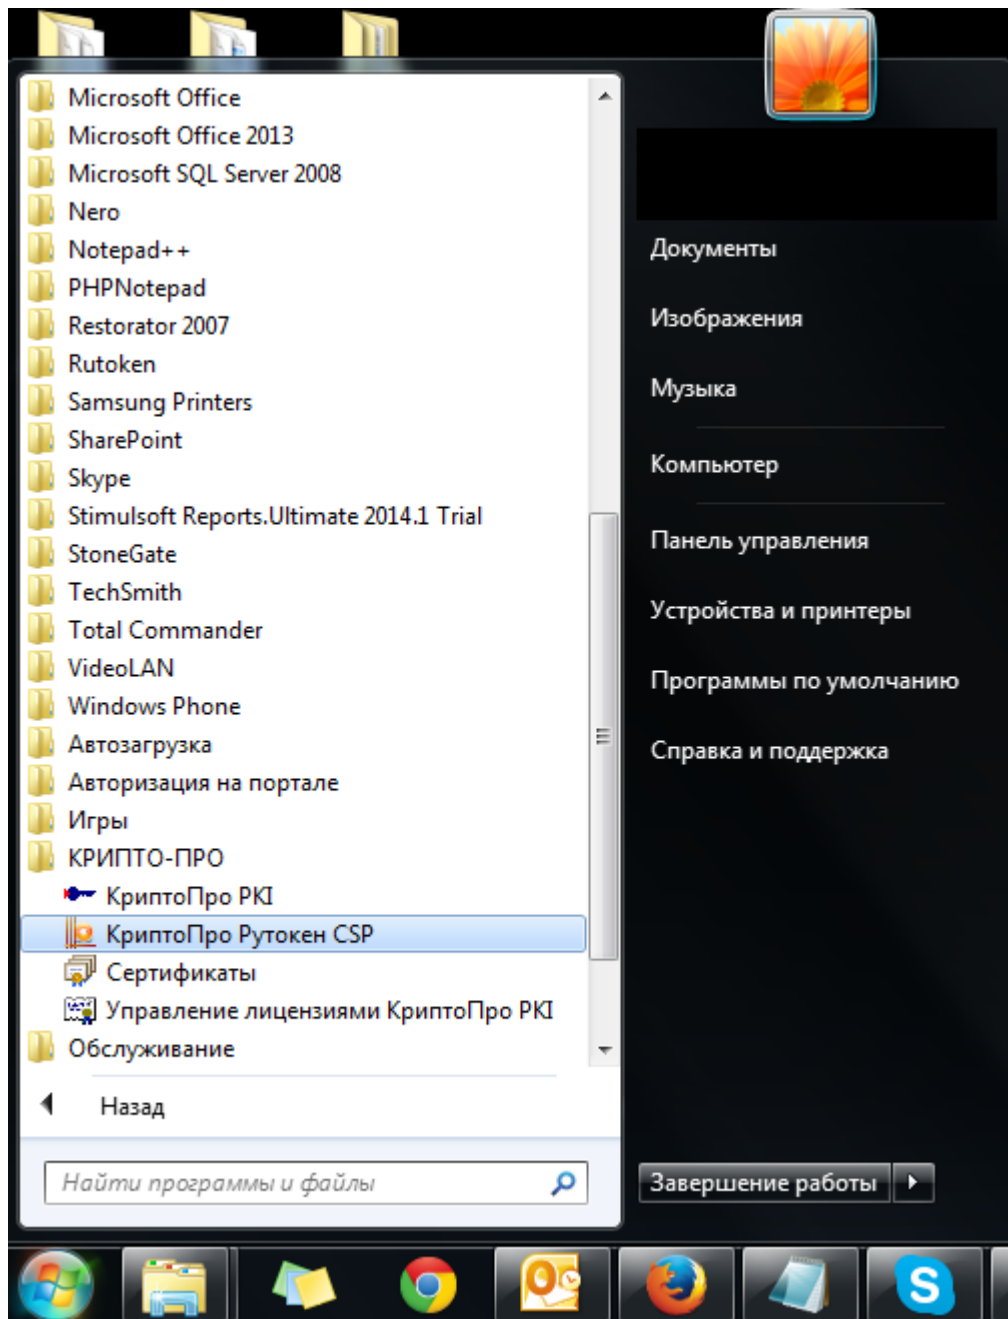 Microsoft Office
Microsoft Office 2013
Microsoft SQL Server 2008
Nero
Notepad++
PHPNotepad
Restorator 2007
Rutoken
Samsung Printers
SharePoint
Skype
Stimulsoft Reports.Ultimate 2014.1 Trial
StoneGate
TechSmith
Total Commander
VideoLAN
Windows Phone
Автозагрузка
Авторизация на портале
Игры
КРИПТО-ПРО
КриптоПро PKI
КриптоПро Рутокен CSP
Сертификаты
Управление лицензиями КриптоПро PKI
Обслуживание
Назад
Найти программы и файлы
Документы
Изображения
Музыка
Компьютер
Панель управления
Устройства и принтеры
Программы по умолчанию
Справка и поддержка
Завершение работы